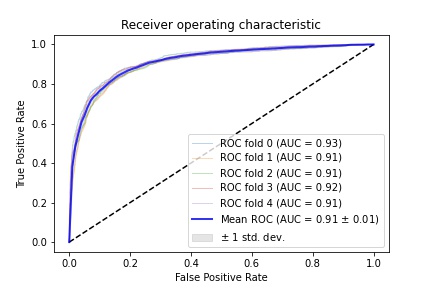 Receiver operating characteristic
True Positive Rate
1.0
0.8
0.6
0.4
0.2
0.0
ROC fold 0 (AUC = 0.93)
ROC fold 1 (AUC = 0.91)
ROC fold 2 (AUC = 0.91)
ROC fold 3 (AUC = 0.92)
ROC fold 4 (AUC = 0.91)
Mean ROC (AUC = 0.91 ± 0.01)
± 1 std. dev.
0.0 0.2 0.4 0.6 0.8 1.0
False Positive Rate